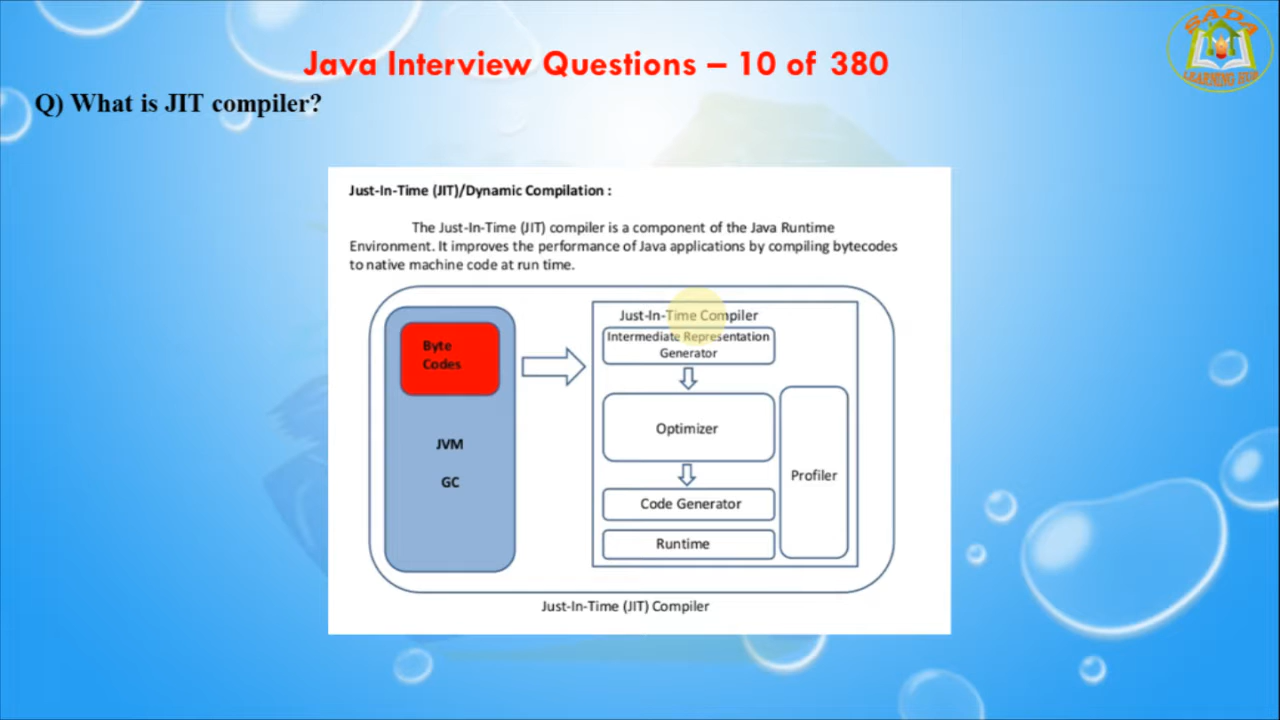 Java Interview Questions – 10 of 380
SADA
LEARNING HUB
Q) What is JIT compiler?
Just-In-Time (JIT)/Dynamic Compilation :
The Just-In-Time (JIT) compiler is a component of the Java Runtime
Environment. It improves the performance of Java applications by compiling bytecodes
to native machine code at run time.
Byte
Codes
JVM
GC
Just-In-Time Compiler
Intermediate Representation
Generator
Optimizer
Code Generator
Runtime
Profiler
Just-In-Time (JIT) Compiler